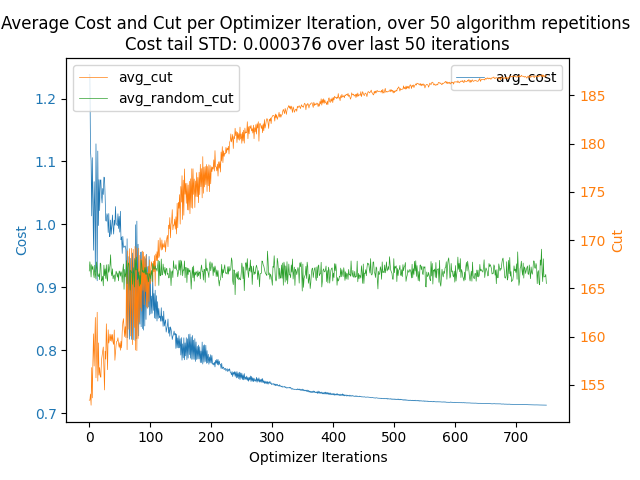 Average Cost and Cut per Optimizer Iteration, over 50 algorithm repetitions
Cost tail STD: 0.000376 over last 50 iterations
avg_cut
avg_random_cut
avg_cost
1.2
1.1
1.0
0.9
0.8
0.7
Cost
185
180
175
170
165
160
155
Cut
0 100 200 300 400 500 600 700
Optimizer Iterations